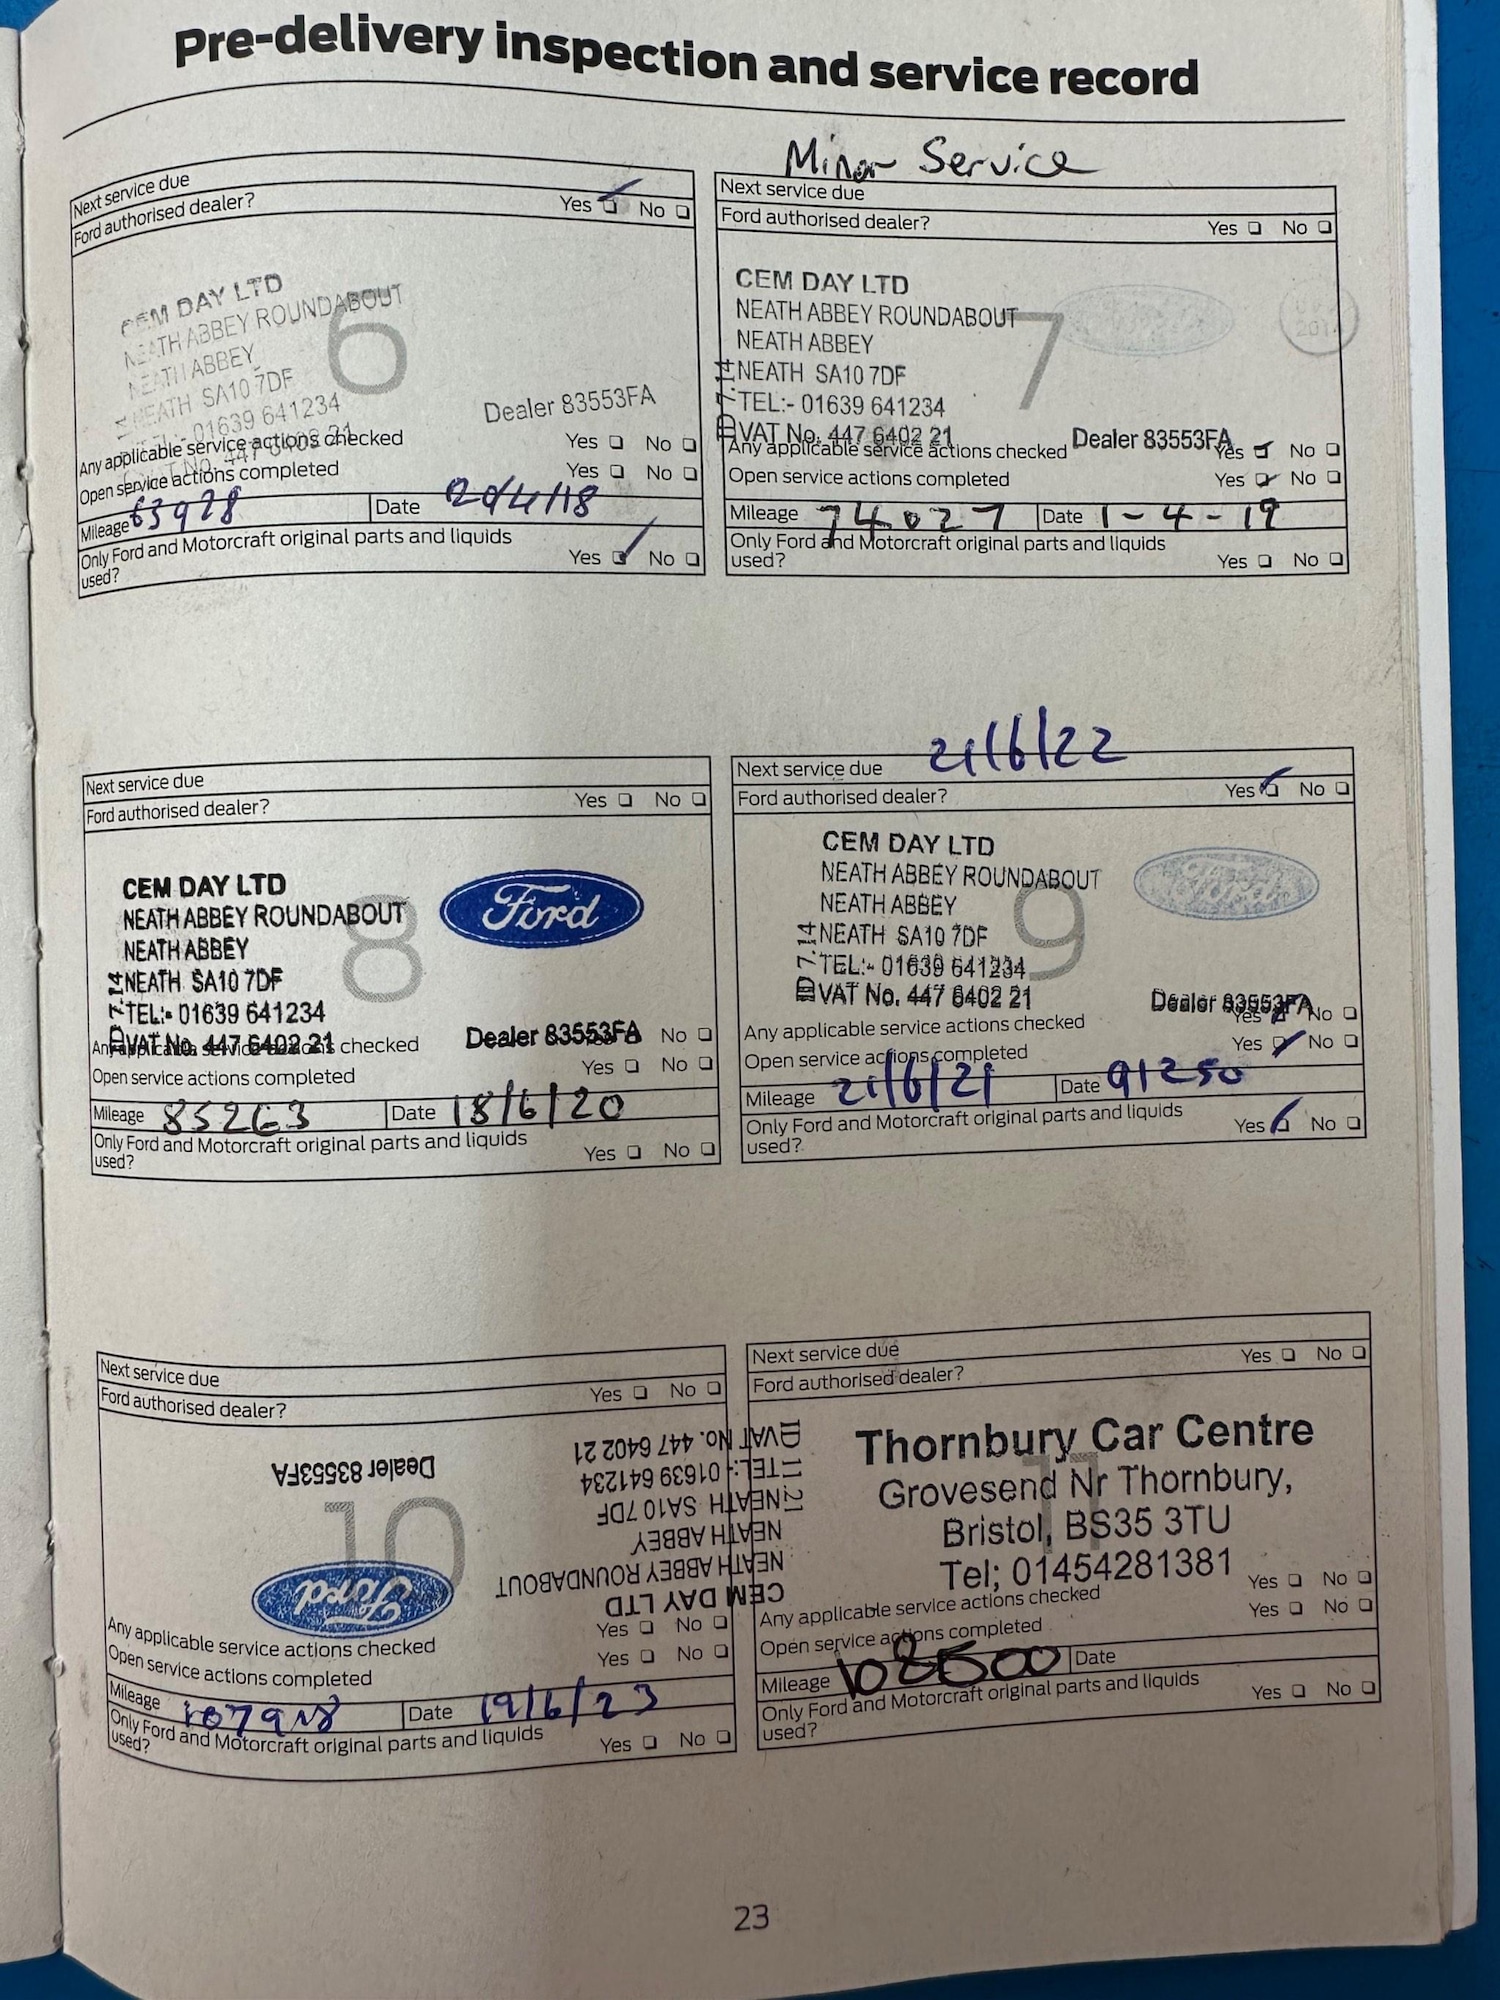 Pre-delivery inspection and service record
Next service due
Ford authorised dealer? Yes No
6
CEM DAY LTD
NEATH ABBEY ROUNDABOUT
NEATH ABBEY
NEATH SA10 7DF
01639 641234
VAT No. 447 6402 21
Dealer 83553FA
Any applicable service actions checked Yes No
Open service actions completed Yes No
Mileage 63928 Date 20/4/18
Only Ford and Motorcraft original parts and liquids used? Yes No
Minor Service
Next service due
Ford authorised dealer? Yes No
7
CEM DAY LTD
NEATH ABBEY ROUNDABOUT
NEATH ABBEY
NEATH SA10 7DF
TEL:- 01639 641234
VAT No. 447 6402 21
Dealer 83553FA
Any applicable service actions checked Yes No
Open service actions completed Yes No
Mileage 74027 Date 1-4-19
Only Ford and Motorcraft original parts and liquids
used? Yes No
Next service due
Ford authorised dealer? Yes No
8
CEM DAY LTD
NEATH ABBEY ROUNDABOUT
NEATH ABBEY
NEATH SA10 7DF
TEL:- 01639 641234
VAT No. 447 6402 21
Ford
Dealer 83553FA
Any applicable service actions checked No
Open service actions completed Yes No
Mileage 85263 Date 18/6/20
Only Ford and Motorcraft original parts and liquids
used? Yes No
Next service due 21/6/22
Ford authorised dealer? Yes No
9
CEM DAY LTD
NEATH ABBEY ROUNDABOUT
NEATH ABBEY
NEATH SA10 7DF
TEL:- 01639 641234
VAT No. 447 6402 21
Ford
Dealer 83553FA
Any applicable service actions checked Yes No
Open service actions completed Yes No
Mileage 21/6/21 Date 91250
Only Ford and Motorcraft original parts and liquids
used? Yes No
Next service due
Ford authorised dealer? Yes No
10
CEM DAY LTD
NEATH ABBEY ROUNDABOUT
NEATH ABBEY
NEATH SA10 7DF
TEL:- 01639 641234
VAT No. 447 6402 21
Ford
Dealer 83553FA
Any applicable service actions checked Yes No
Open service actions completed Yes No
Mileage Date 19/6/23
Only Ford and Motorcraft original parts and liquids
used? Yes No
Next service due
Ford authorised dealer? Yes No
11
Thornbury Car Centre
Grovesend Nr Thornbury,
Bristol, BS35 3TU
Tel; 01454281381
Any applicable service actions checked Yes No
Open service actions completed Yes No
Mileage 108500 Date
Only Ford and Motorcraft original parts and liquids
used? Yes No
23